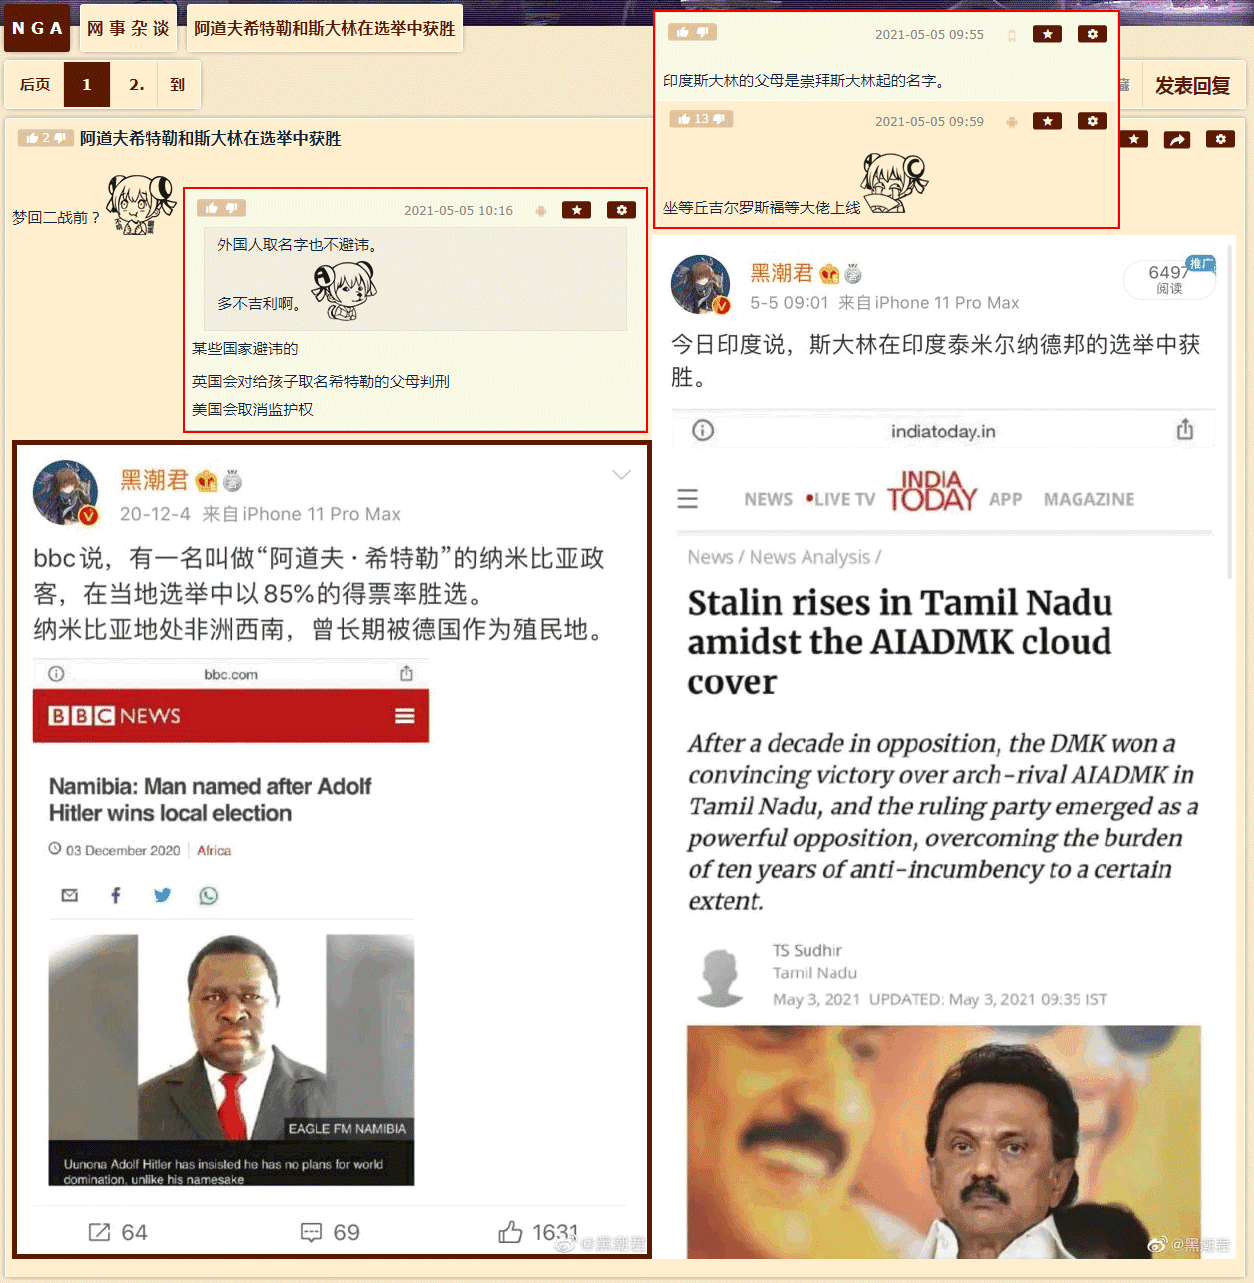 NGA
网事杂谈
阿道夫希特勒和斯大林在选举中获胜
后页
1
2.
到
发表回复
2
阿道夫希特勒和斯大林在选举中获胜
梦回二战前？
2021-05-05 10:16
外国人取名字也不避讳。
多不吉利啊。
某些国家避讳的
英国会对给孩子取名希特勒的父母判刑
美国会取消监护权
2021-05-05 09:55
印度斯大林的父母是崇拜斯大林起的名字。
13
2021-05-05 09:59
坐等丘吉尔罗斯福等大佬上线
黑潮君
20-12-4 来自iPhone 11 Pro Max
bbc说，有一名叫做“阿道夫·希特勒”的纳米比亚政
客，在当地选举中以85%的得票率胜选。
纳米比亚地处非洲西南，曾长期被德国作为殖民地。
bbc.com
BBC NEWS
Namibia: Man named after Adolf
Hitler wins local election
03 December 2020 | Africa
EAGLE FM NAMIBIA
Uunona Adolf Hitler has insisted he has no plans for world
domination, unlike his namesake
64
69
1631
@黑潮君
黑潮君
5-5 09:01 来自iPhone 11 Pro Max
6497
推广
阅读
今日印度说，斯大林在印度泰米尔纳德邦的选举中获
胜。
indiatoday.in
NEWS
LIVE TV
INDIA
TODAY
APP
MAGAZINE
News / News Analysis /
Stalin rises in Tamil Nadu
amidst the AIADMK cloud
cover
After a decade in opposition, the DMK won a
convincing victory over arch-rival AIADMK in
Tamil Nadu, and the ruling party emerged as a
powerful opposition, overcoming the burden
of ten years of anti-incumbency to a certain
extent.
TS Sudhir
Tamil Nadu
May 3, 2021 UPDATED: May 3, 2021 09:35 IST
@黑潮君